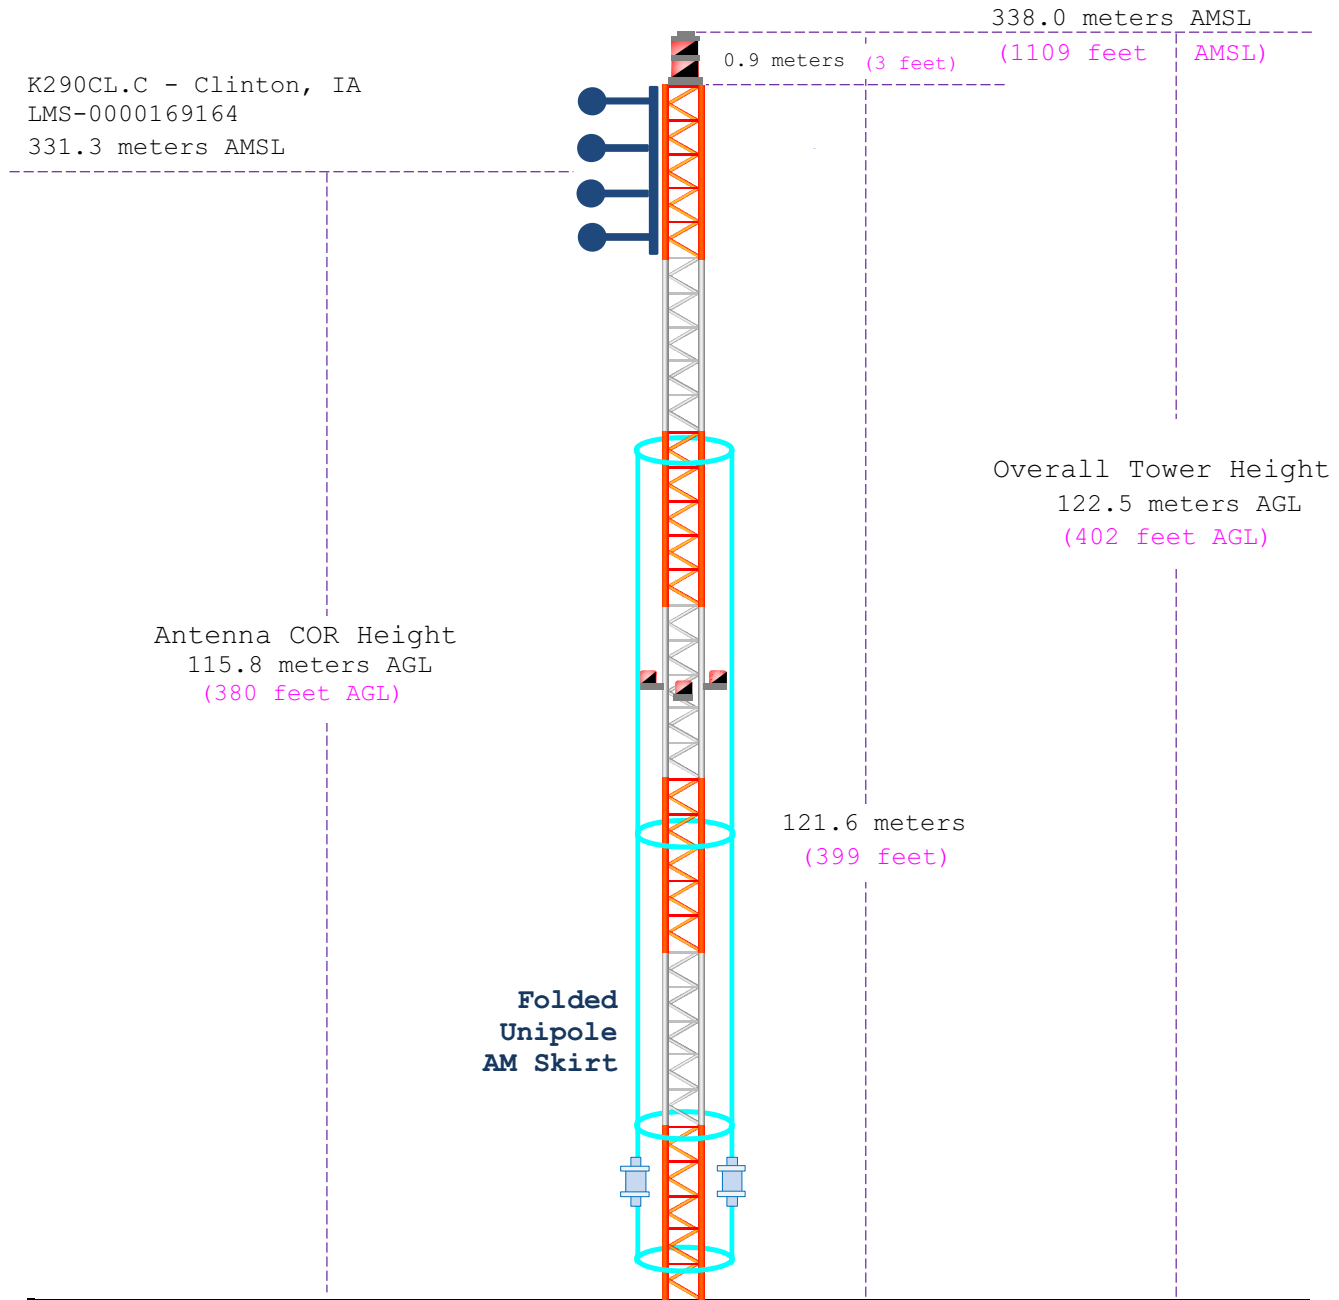 338.0 meters AMSL
(1109 feet AMSL)
0.9 meters (3 feet)
K290CL.C - Clinton, IA
LMS-0000169164
331.3 meters AMSL
Overall Tower Height
122.5 meters AGL
(402 feet AGL)
Antenna COR Height
115.8 meters AGL
(380 feet AGL)
121.6 meters
(399 feet)
Folded
Unipole
AM Skirt